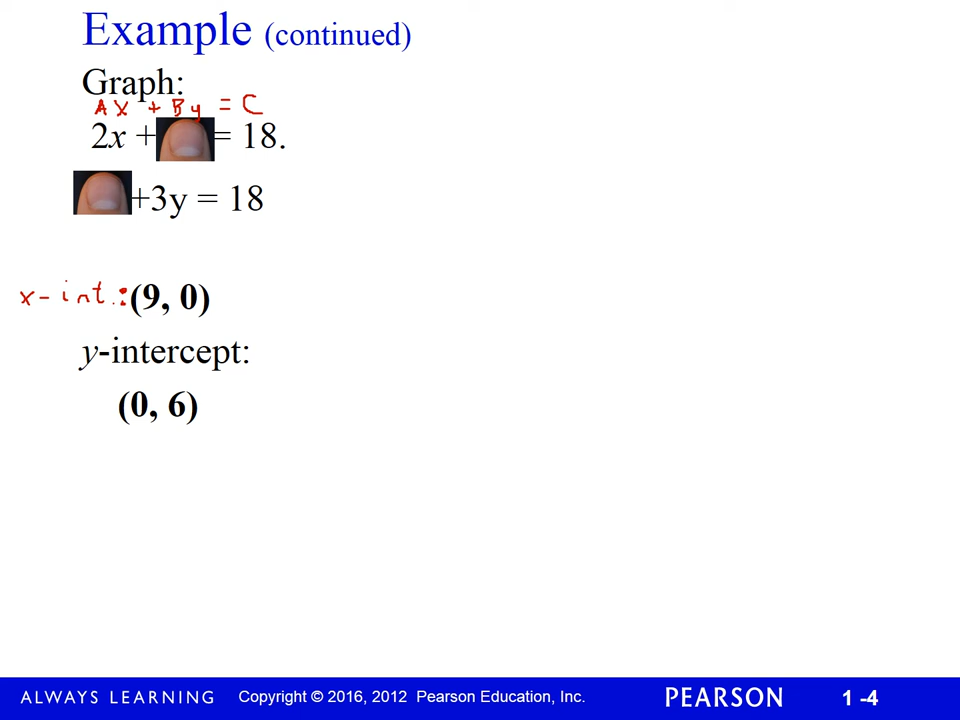 Example (continued)
Graph:
Ax + By = C
2x + = 18.
+3y = 18
x-int.: (9, 0)
y-intercept:
(0, 6)
ALWAYS LEARNING Copyright © 2016, 2012 Pearson Education, Inc. PEARSON 1 -4